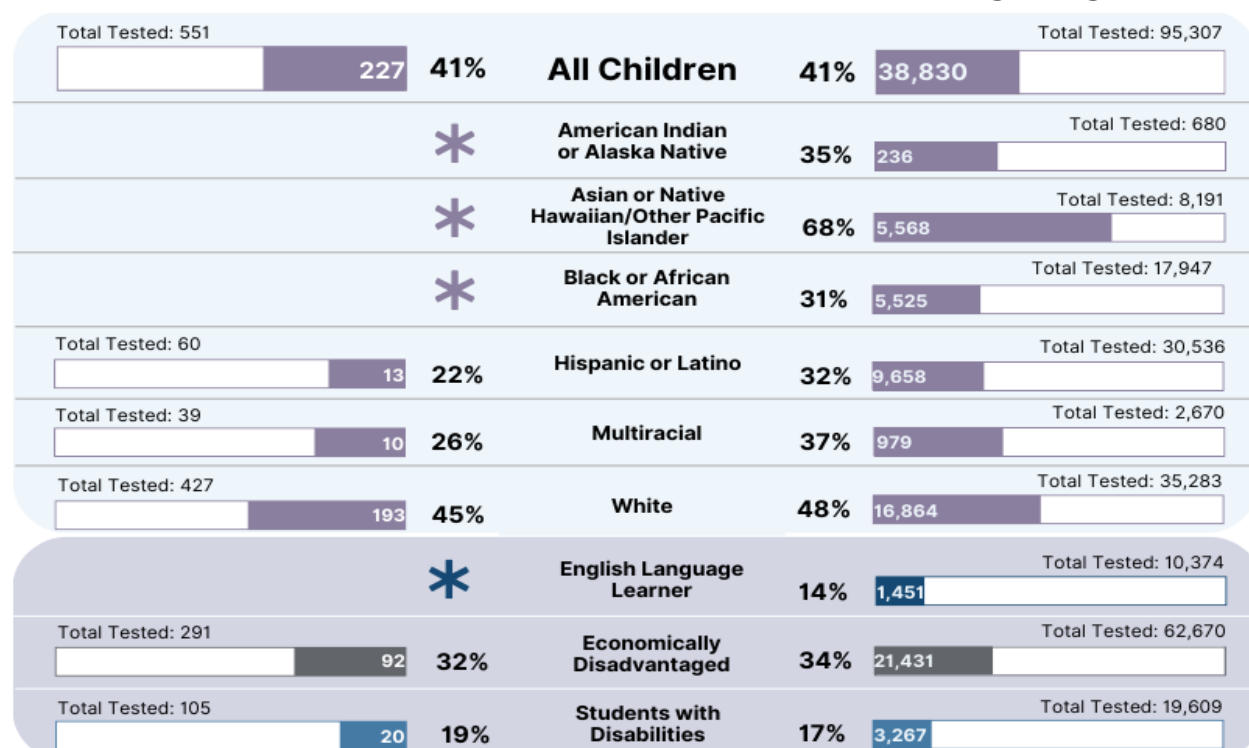 Total Tested: 551
227
41%
All Children
41%
Total Tested: 95,307
38,830
American Indian
or Alaska Native
35%
Total Tested: 680
236
Asian or Native
Hawaiian/Other Pacific
Islander
68%
Total Tested: 8,191
5,568
Black or African
American
31%
Total Tested: 17,947
5,525
Total Tested: 60
13
22%
Hispanic or Latino
32%
Total Tested: 30,536
9,658
Total Tested: 39
10
26%
Multiracial
37%
Total Tested: 2,670
979
Total Tested: 427
193
45%
White
48%
Total Tested: 35,283
16,864
English Language
Learner
14%
Total Tested: 10,374
1,451
Total Tested: 291
92
32%
Economically
Disadvantaged
34%
Total Tested: 62,670
21,431
Total Tested: 105
20
19%
Students with
Disabilities
17%
Total Tested: 19,609
3,267